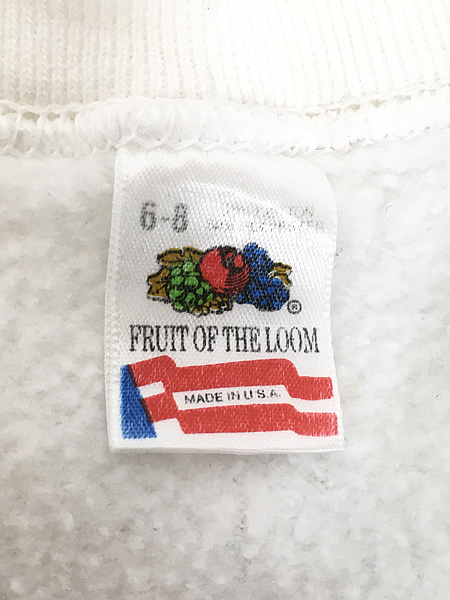 6-8
®
FRUIT OF THE LOOM
MADE IN U.S.A.